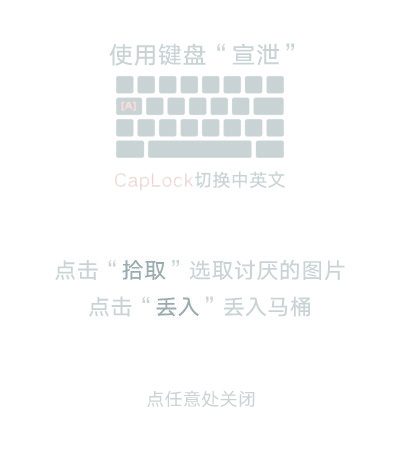 使用键盘“宣泄”
[A]
CapLock切换中英文
点击“拾取”选取讨厌的图片
点击“丢入”丢入马桶
点任意处关闭